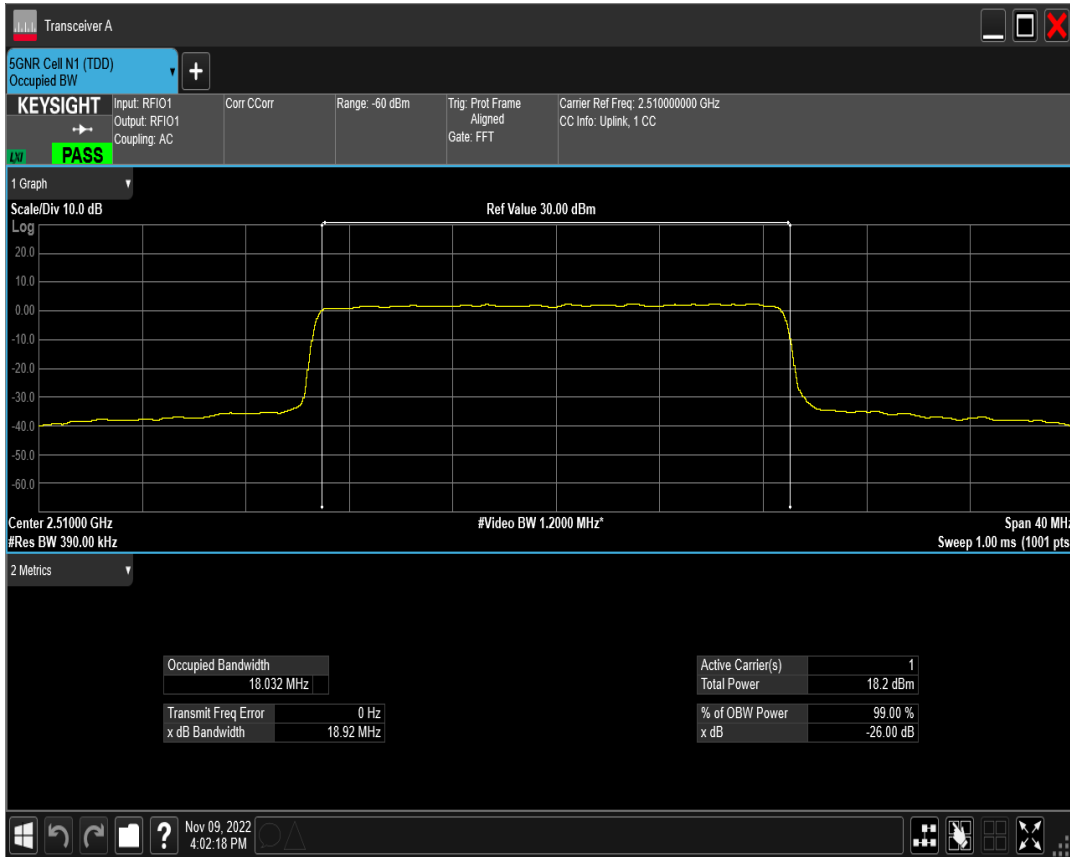 Transceiver A
5GNR Cell N1 (TDD)
Occupied BW
+
KEYSIGHT
LXI
PASS
Input: RFIO1
Output: RFIO1
Coupling: AC
Corr CCorr
Range: -60 dBm
Trig: Prot Frame
Aligned
Gate: FFT
Carrier Ref Freq: 2.510000000 GHz
CC Info: Uplink, 1 CC
1 Graph
Scale/Div 10.0 dB
Ref Value 30.00 dBm
Log
20.0
10.0
0.00
-10.0
-20.0
-30.0
-40.0
-50.0
-60.0
Center 2.51000 GHz
#Video BW 1.2000 MHz*
Span 40 MHz
#Res BW 390.00 kHz
Sweep 1.00 ms (1001 pts
2 Metrics
Occupied Bandwidth
18.032 MHz
Transmit Freq Error 0 Hz
x dB Bandwidth 18.92 MHz
Active Carrier(s) 1
Total Power 18.2 dBm
% of OBW Power 99.00 %
x dB -26.00 dB
?
Nov 09, 2022
4:02:18 PM